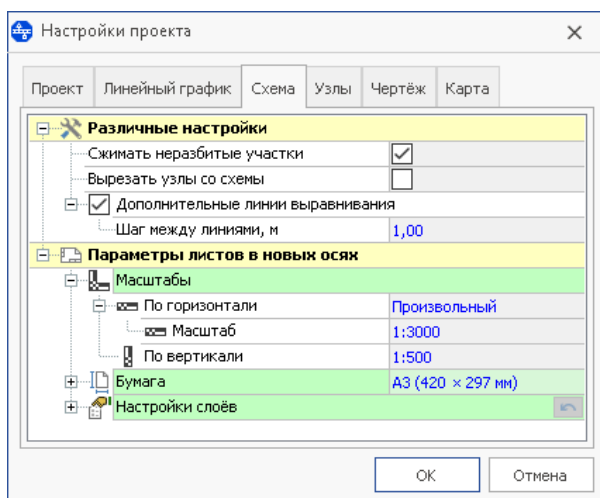 Настройки проекта
Проект Линейный график Схема Узлы Чертёж Карта
Различные настройки
Сжимать неразбитые участки
Вырезать узлы со схемы
Дополнительные линии выравнивания
Шаг между линиями, м 1,00
Параметры листов в новых осях
Масштабы
По горизонтали Произвольный
Масштаб 1:3000
По вертикали 1:500
Бумага А3 (420 × 297 мм)
Настройки слоёв
ОК Отмена